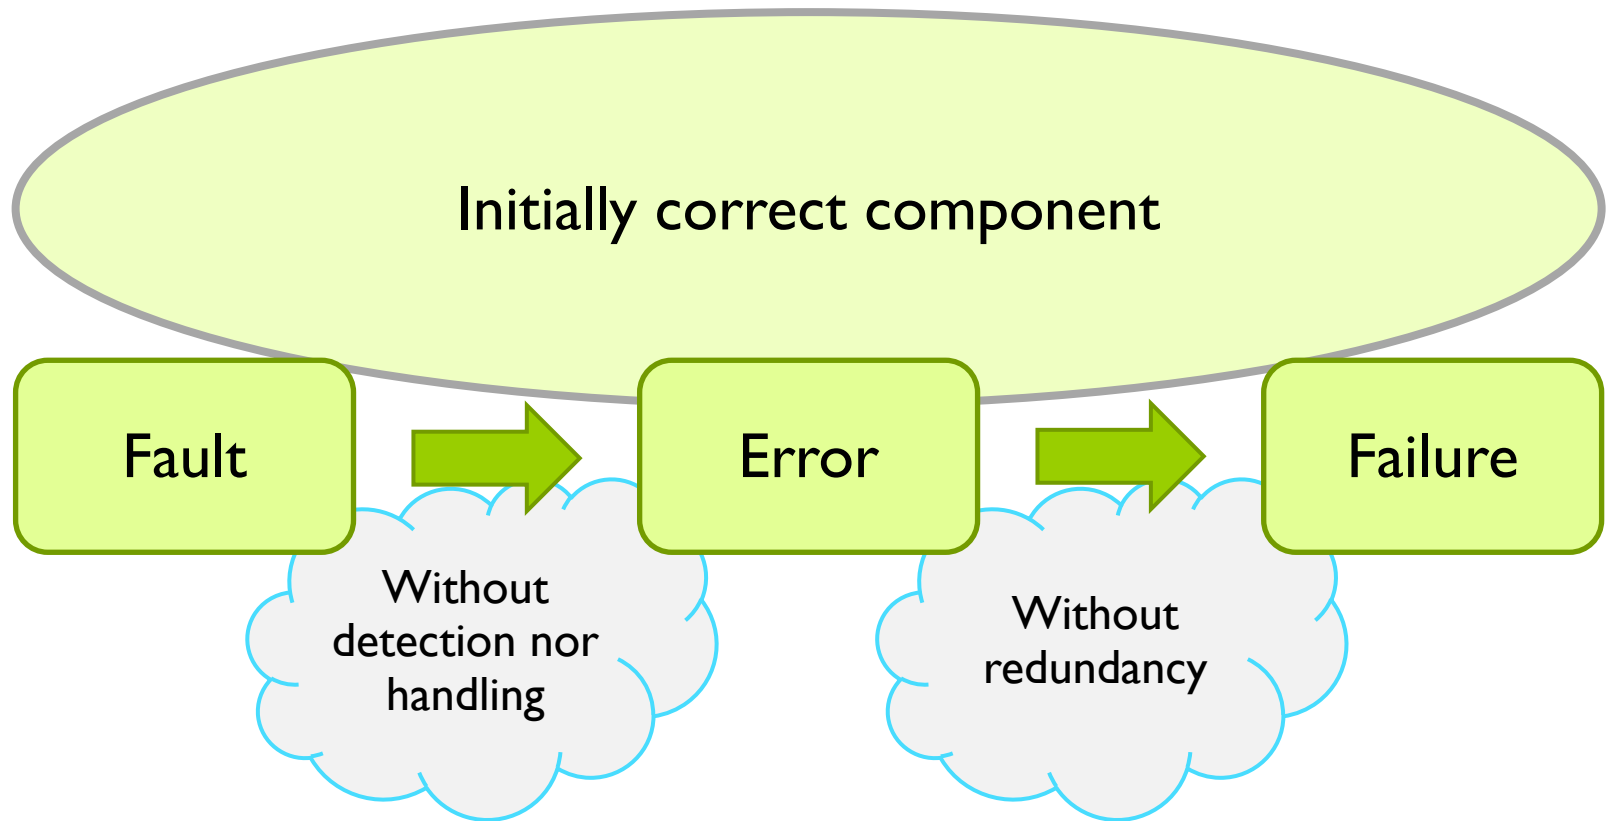 Initially correct component
Fault
Error
Failure
Without
detection nor
handling
Without
redundancy